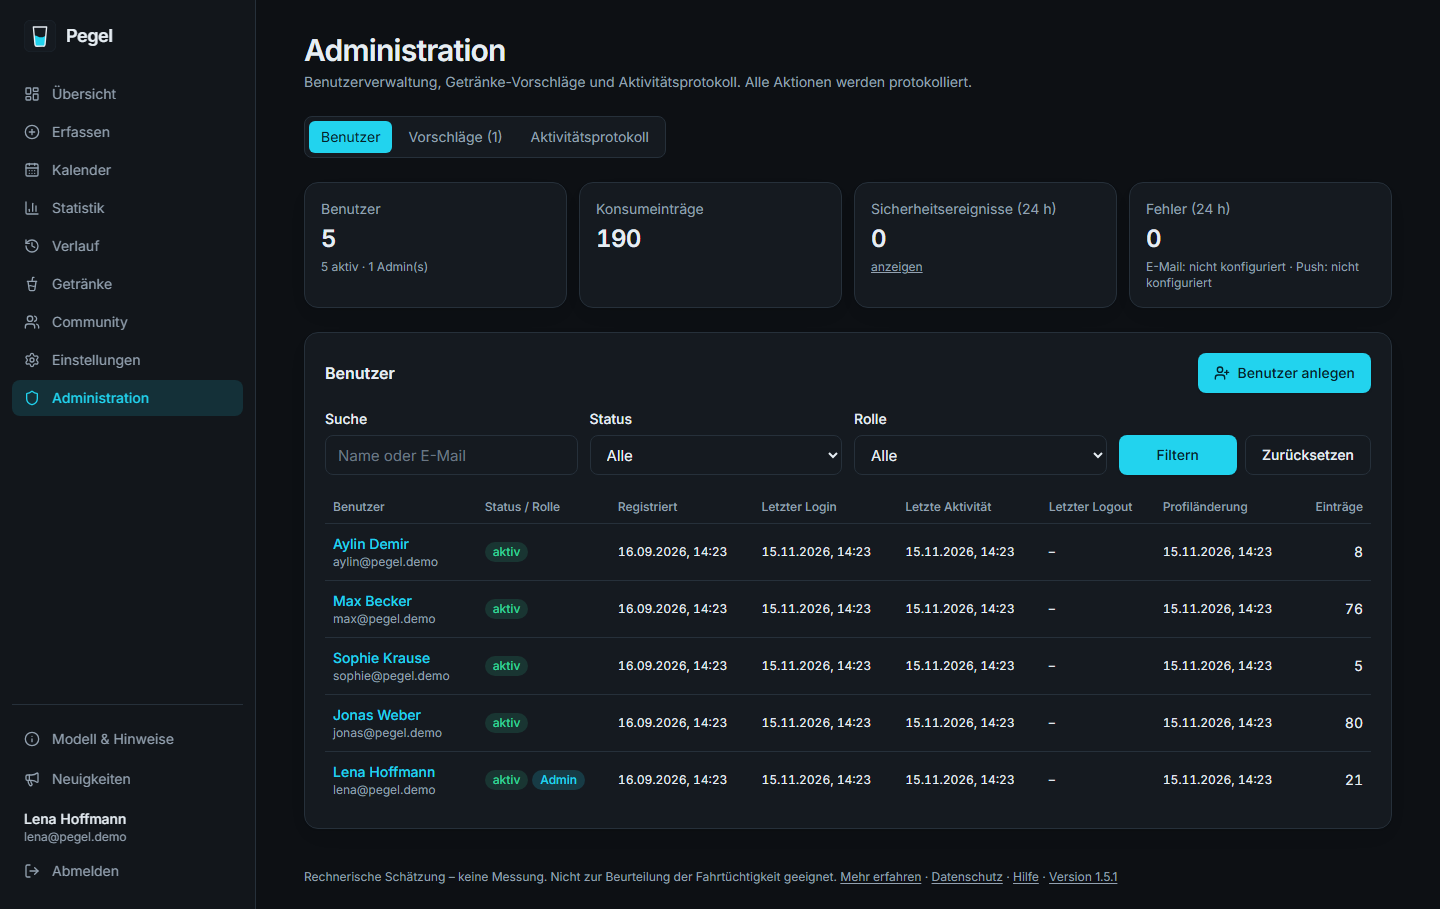 Pegel
Übersicht
Erfassen
Kalender
Statistik
Verlauf
Getränke
Community
Einstellungen
Administration
Modell & Hinweise
Neuigkeiten
Lena Hoffmann
lena@pegel.demo
Abmelden
Administration
Benutzerverwaltung, Getränke-Vorschläge und Aktivitätsprotokoll. Alle Aktionen werden protokolliert.
Benutzer Vorschläge (1) Aktivitätsprotokoll
Benutzer
5
5 aktiv · 1 Admin(s)
Konsumeinträge
190
Sicherheitsereignisse (24 h)
0
anzeigen
Fehler (24 h)
0
E-Mail: nicht konfiguriert · Push: nicht
konfiguriert
Benutzer
Benutzer anlegen
Suche Status Rolle
Name oder E-Mail Alle Alle Filtern Zurücksetzen
Benutzer Status / Rolle Registriert Letzter Login Letzte Aktivität Letzter Logout Profiländerung Einträge
Aylin Demir
aylin@pegel.demo
aktiv 16.09.2026, 14:23 15.11.2026, 14:23 15.11.2026, 14:23 – 15.11.2026, 14:23 8
Max Becker
max@pegel.demo
aktiv 16.09.2026, 14:23 15.11.2026, 14:23 15.11.2026, 14:23 – 15.11.2026, 14:23 76
Sophie Krause
sophie@pegel.demo
aktiv 16.09.2026, 14:23 15.11.2026, 14:23 15.11.2026, 14:23 – 15.11.2026, 14:23 5
Jonas Weber
jonas@pegel.demo
aktiv 16.09.2026, 14:23 15.11.2026, 14:23 15.11.2026, 14:23 – 15.11.2026, 14:23 80
Lena Hoffmann
lena@pegel.demo
aktiv Admin 16.09.2026, 14:23 15.11.2026, 14:23 15.11.2026, 14:23 – 15.11.2026, 14:23 21
Rechnerische Schätzung – keine Messung. Nicht zur Beurteilung der Fahrtüchtigkeit geeignet. Mehr erfahren · Datenschutz · Hilfe · Version 1.5.1